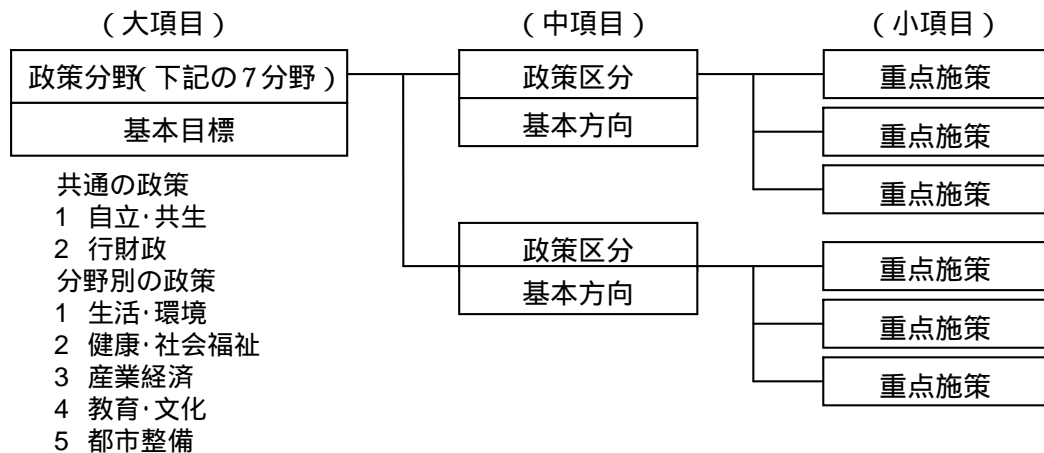 (大項目)
政策分野(下記の7分野)
基本目標
共通の政策
1 自立·共生
2 行財政
分野別の政策
1 生活·環境
2 健康·社会福祉
3 産業経済
4 教育·文化
5 都市整備
(中項目)
政策区分
基本方向
政策区分
基本方向
(小項目)
重点施策
重点施策
重点施策
重点施策
重点施策
重点施策